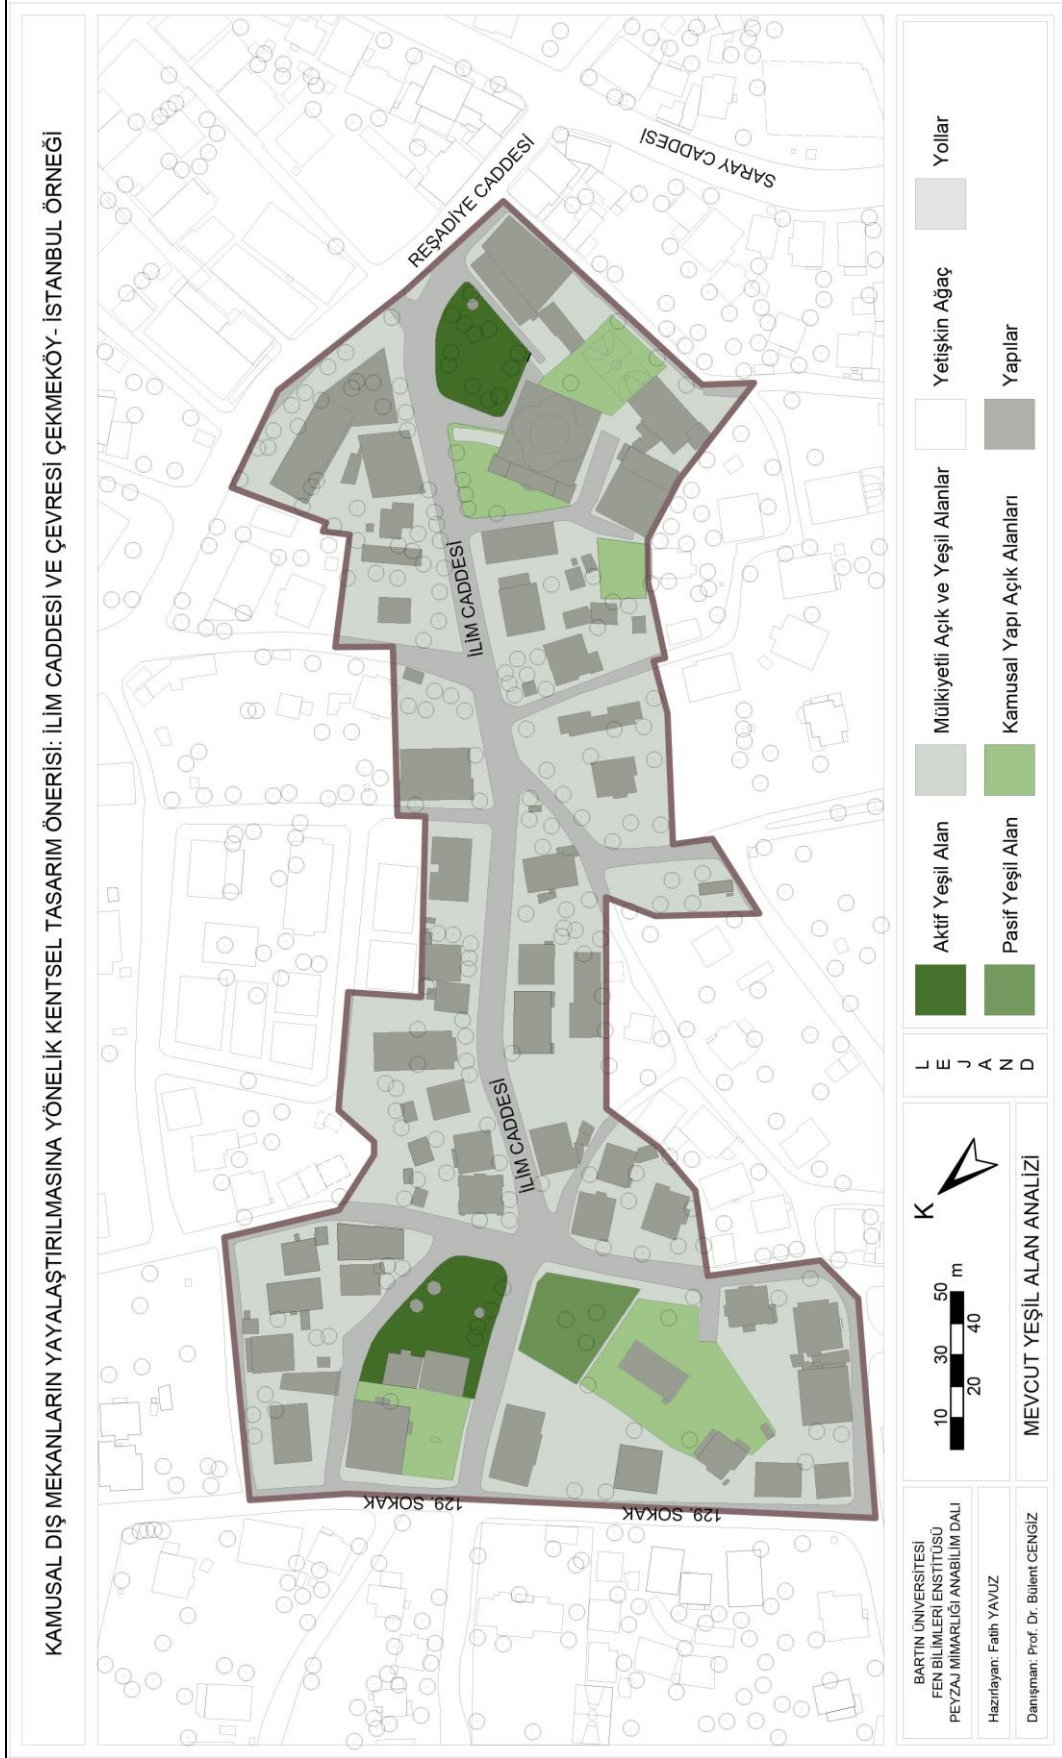 KAMUSAL DIŞ MEKANLARIN YAYALAŞTIRILMASINA YÖNELİK KENTSEL TASARIM ÖNERİSİ: İLİM CADDESİ VE ÇEVRESİ ÇEKMEKÖY- İSTANBUL ÖRNEĞİ
129. SOKAK
129. SOKAK
İLİM CADDESİ
İLİM CADDESİ
REŞADİYE CADDESİ
SARAY CADDESİ
BARTIN ÜNİVERSİTESİ
FEN BİLİMLERİ ENSTİTÜSÜ
PEYZAJ MİMARLIĞI ANABİLİM DALI
Hazırlayan: Fatih YAVUZ
Danışman: Prof. Dr. Bülent CENGİZ
10 30 50
20 40 m
K
MEVCUT YEŞİL ALAN ANALİZİ
L
E
J
A
N
D
Aktif Yeşil Alan
Mülkiyetli Açık ve Yeşil Alanlar
Yetişkin Ağaç
Yollar
Pasif Yeşil Alan
Kamusal Yapı Açık Alanları
Yapılar